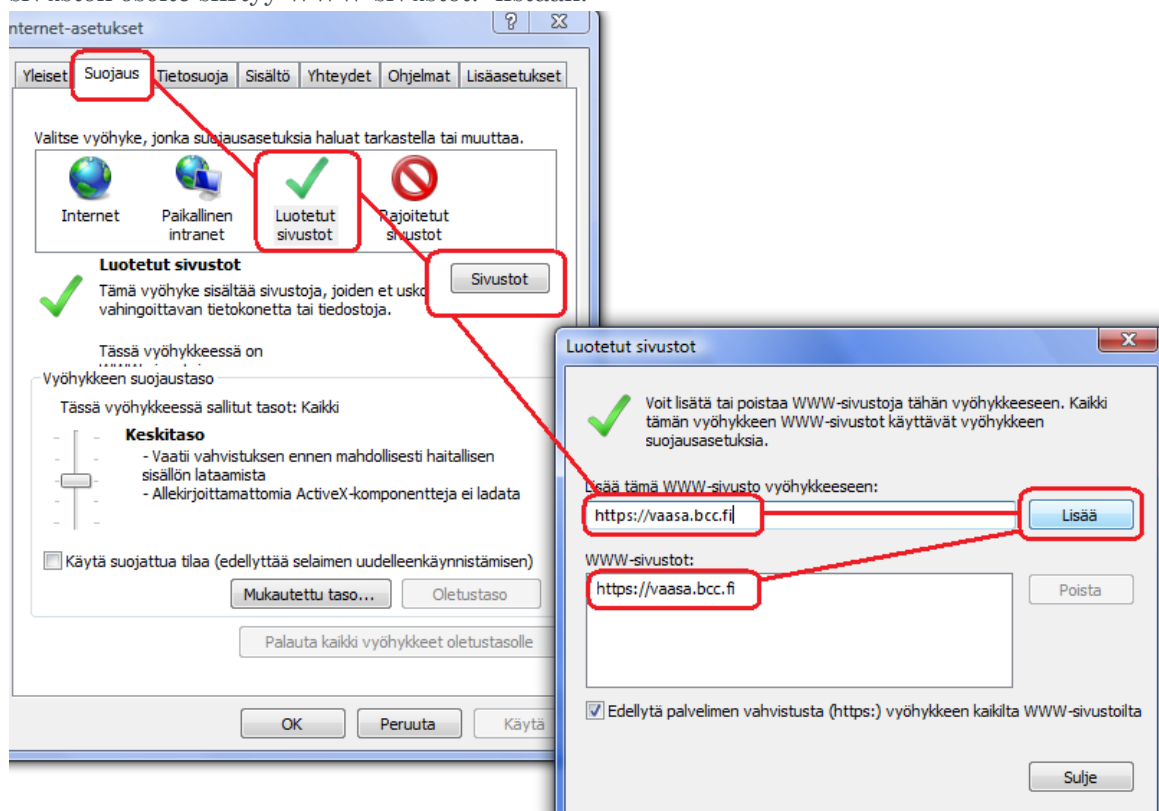 nternet-asetukset
Yleiset Suojaus Tietosuoja Sisältö Yhteydet Ohjelmat Lisäasetukset
Valitse vyöhyke, jonka suojausasetuksia haluat tarkastella tai muuttaa.
Internet
Paikallinen
intranet
Luotetut
sivustot
Rajoitetut
sivustot
Luotetut sivustot
Tämä vyöhyke sisältää sivustoja, joiden et usko
vahingoittavan tietokonetta tai tiedostoja.
Sivustot
Tässä vyöhykkeessä on
Vyöhykkeen suojaustaso
Tässä vyöhykkeessä sallitut tasot: Kaikki
Keskitaso
- Vaatii vahvistuksen ennen mahdollisesti haitallisen
sisällön lataamista
- Allekirjoittamattomia ActiveX-komponentteja ei ladata
Käytä suojattua tilaa (edellyttää selaimen uudelleenkäynnistämisen)
Mukautettu taso... Oletustaso
Palauta kaikki vyöhykkeet oletustasolle
OK Peruuta Käytä
Luotetut sivustot
Voit lisätä tai poistaa WWW-sivustoja tähän vyöhykkeeseen. Kaikki
tämän vyöhykkeen WWW-sivustot käyttävät vyöhykkeen
suojausasetuksia.
Lisää tämä WWW-sivusto vyöhykkeeseen:
https://vaasa.bcc.fi Lisää
WWW-sivustot:
https://vaasa.bcc.fi Poista
Edellytä palvelimen vahvistusta (https:) vyöhykkeen kaikilta WWW-sivustoilta
Sulje